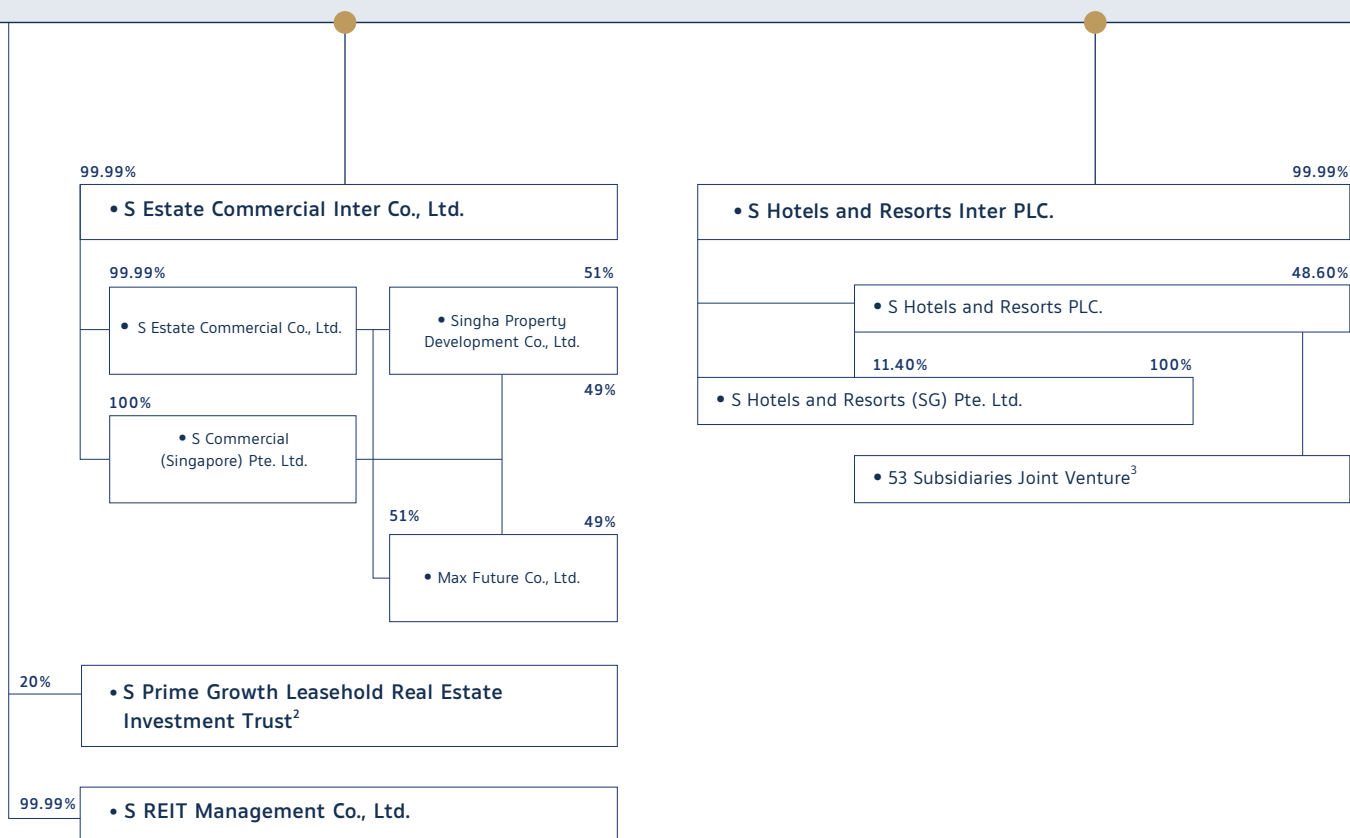 99.99%
• S Estate Commercial Inter Co., Ltd.
99.99%
51%
• S Estate Commercial Co., Ltd.
• Singha Property
Development Co., Ltd.
49%
100%
• S Commercial
(Singapore) Pte. Ltd.
51%
49%
• Max Future Co., Ltd.
20%
• S Prime Growth Leasehold Real Estate
Investment Trust²
99.99%
• S REIT Management Co., Ltd.
99.99%
• S Hotels and Resorts Inter PLC.
48.60%
• S Hotels and Resorts PLC.
11.40%
100%
• S Hotels and Resorts (SG) Pte. Ltd.
• 53 Subsidiaries Joint Venture³